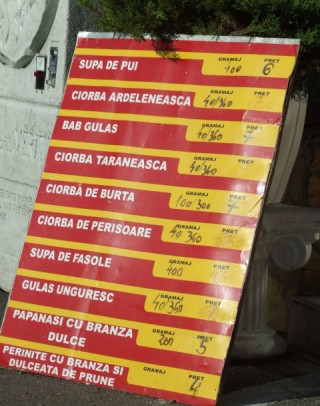 GRAMAJ PRET
SUPA DE PUI 400 6
GRAMAJ PRET
CIORBA ARDELENEASCA 40/360
GRAMAJ PRET
BAB GULAS 40/360
GRAMAJ PRET
CIORBA TARANEASCA 40/360
GRAMAJ PRET
CIORBA DE BURTA 100 300
GRAMAJ PRET
CIORBA DE PERISOARE 40 360
GRAMAJ PRET
SUPA DE FASOLE 400
GRAMAJ PRET
GULAS UNGURESC 40/360
GRAMAJ PRET
PAPANASI CU BRANZA 200 5
DULCE
GRAMAJ PRET
PERINITE CU BRANZA SI 4
DULCEATA DE PRUNE